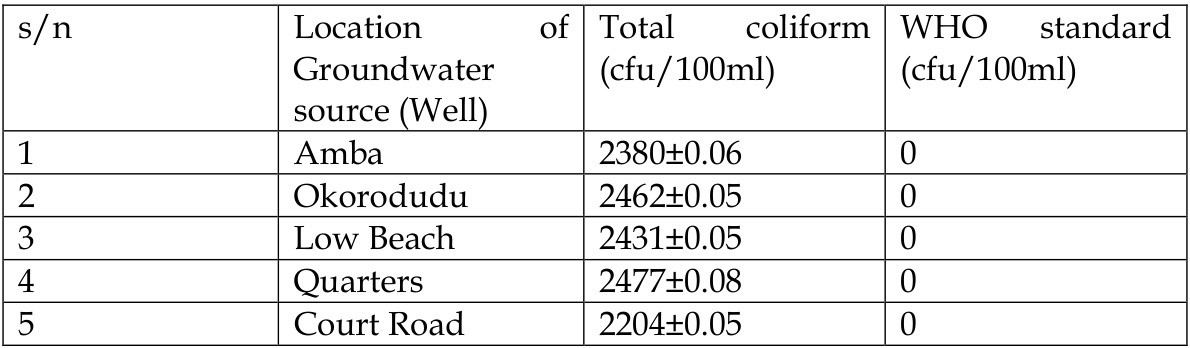 s/n Location of Groundwater source (Well) Total coliform (cfu/100ml) WHO standard (cfu/100ml)
1 Amba 2380±0.06 0
2 Okorodudu 2462±0.05 0
3 Low Beach 2431±0.05 0
4 Quarters 2477±0.08 0
5 Court Road 2204±0.05 0